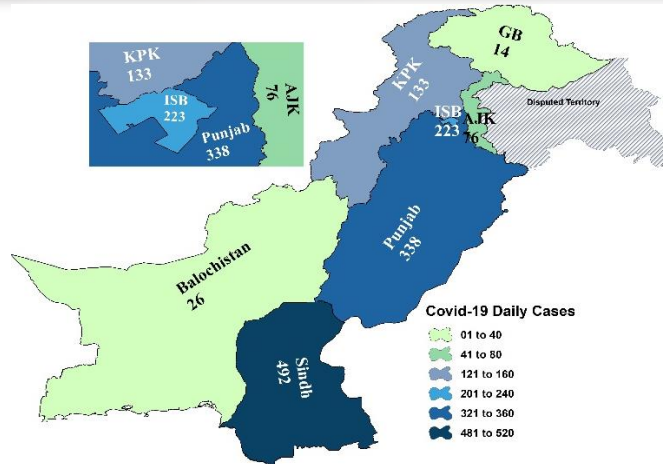 KPK
133
ISB
223
Punjab
338
AJK
76
GB
14
KPK
133
Disputed Territory
ISB
223
AJK
76
Punjab
338
Balochistan
26
Sindh
492
Covid-19 Daily Cases
01 to 40
41 to 80
121 to 160
201 to 240
321 to 360
481 to 520